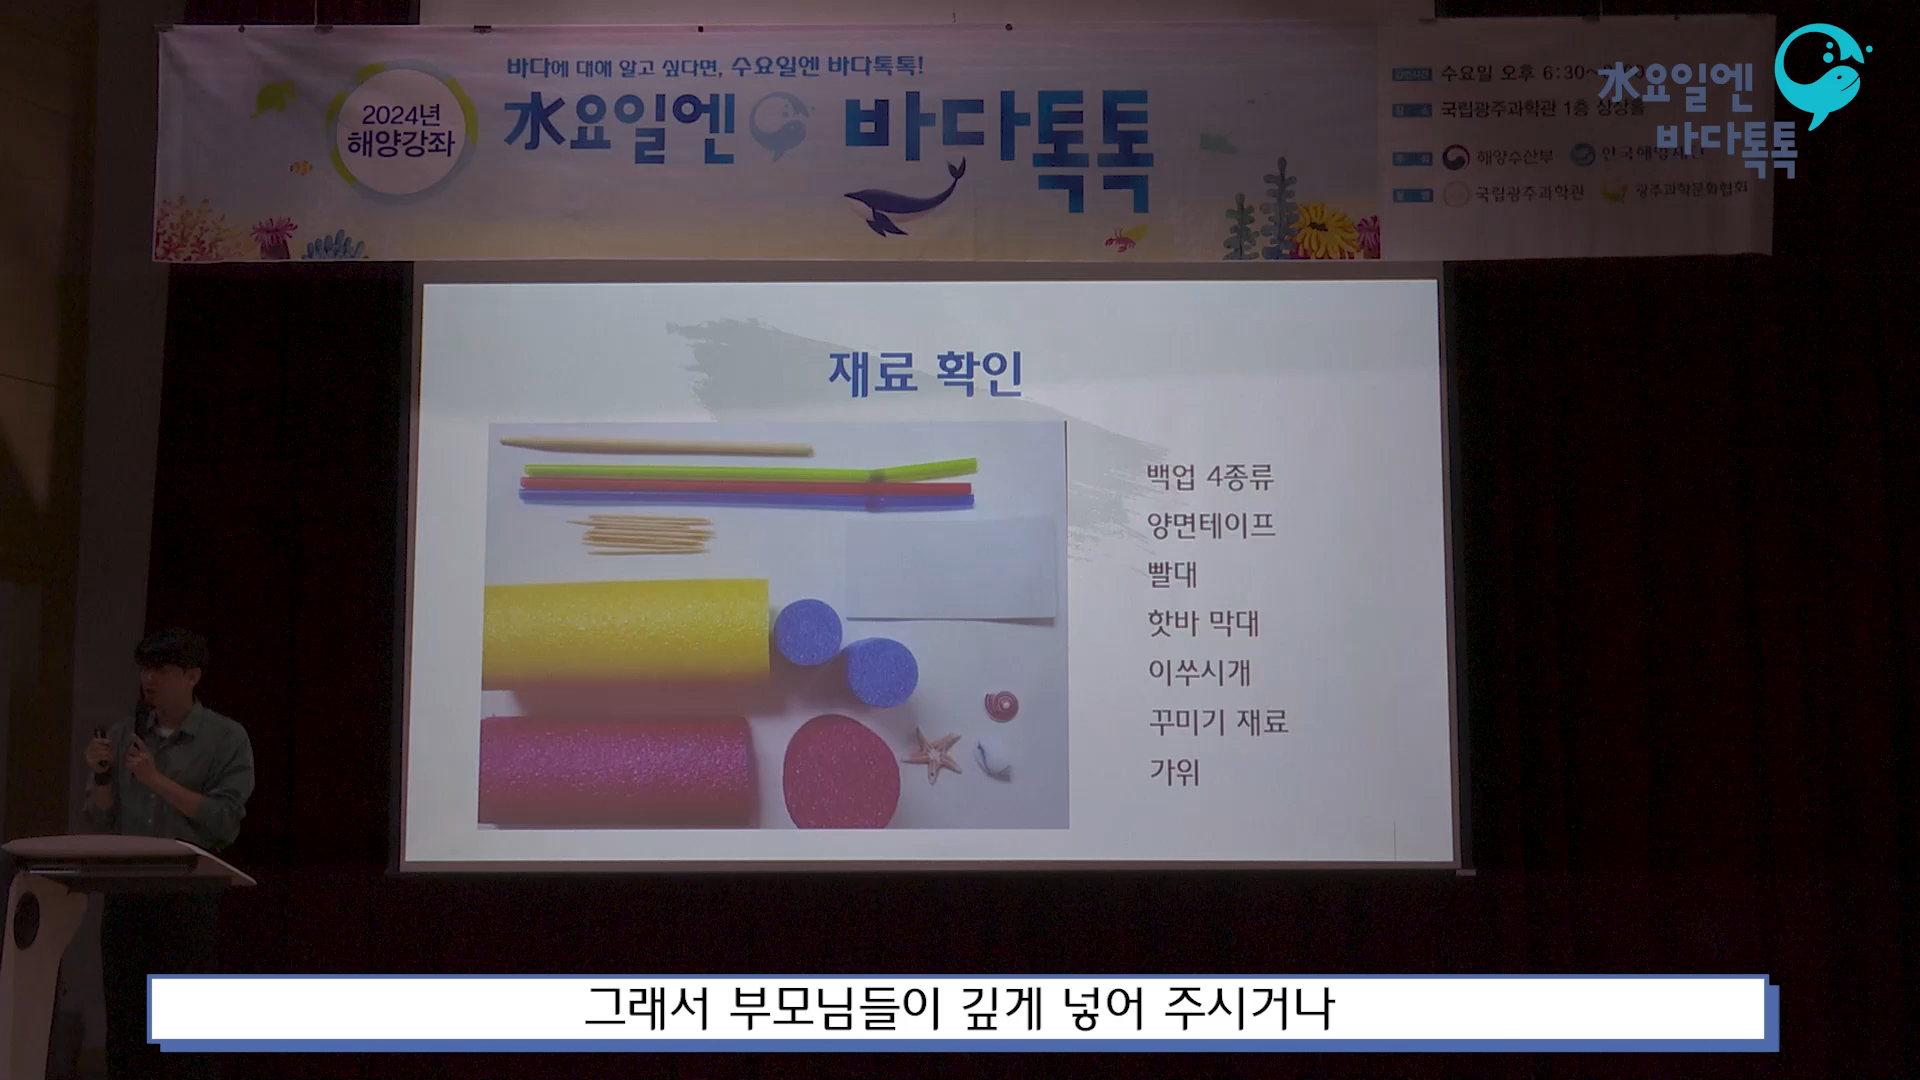 바다에 대해 알고 싶다면, 수요일엔 바다톡톡!
2024년
해양강좌
水요일엔 바다톡톡
수요일 오후 6:30~
국립광주과학관 1층 상상홀
해양수산부
국립광주과학관 광주과학문화협회
水요일엔
바다톡톡
재료 확인
백업 4종류
양면테이프
빨대
핫바 막대
이쑤시개
꾸미기 재료
가위
그래서 부모님들이 깊게 넣어 주시거나